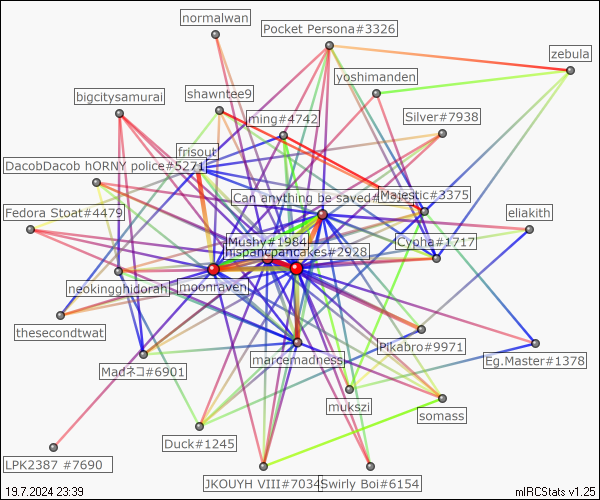 normalwan
Pocket Persona#3326
zebula
yoshimanden
bigcitysamurai
shawntee9
ming#4742
Silver#7938
frisout
DacobDacob hORNY police#5271
Can anything be saved#
Majestic#3375
Fedora Stoat#4479
eliakith
Mushy#1984
Cypha#1717
hispancpancakes#2928
neokingghidorah
moonraven
thesecondtwat
marcemadness
Pikabro#9971
Eg.Master#1378
Madネコ#6901
mukszi
somass
Duck#1245
LPK2387 #7690
JKOUYH VIII#7034
Swirly Boi#6154
19.7.2024 23:39
mIRCStats v1.25